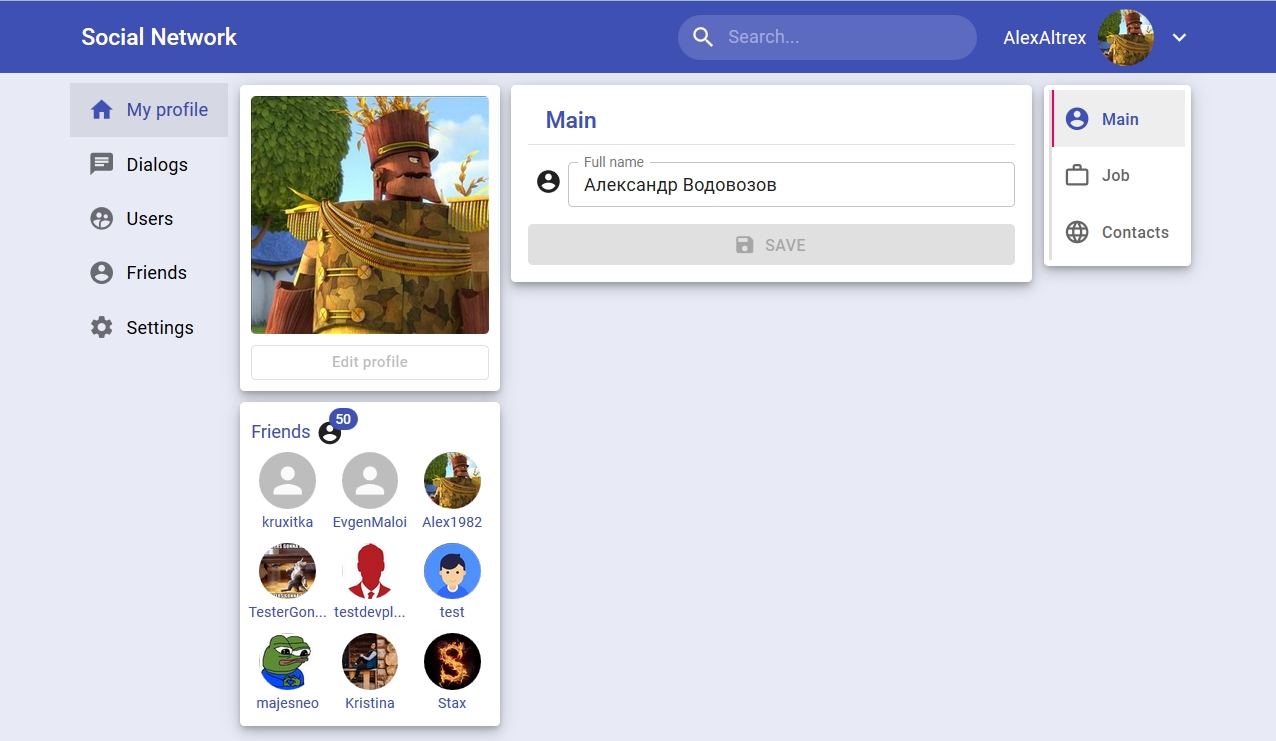 Social Network
Search...
AlexAltrex
My profile
Dialogs
Users
Friends
Settings
Edit profile
Friends 50
kruxitka EvgenMaloi Alex1982
TesterGon... testdevpl... test
majesneo Kristina Stax
Main
Full name
Александр Водовозов
SAVE
Main
Job
Contacts